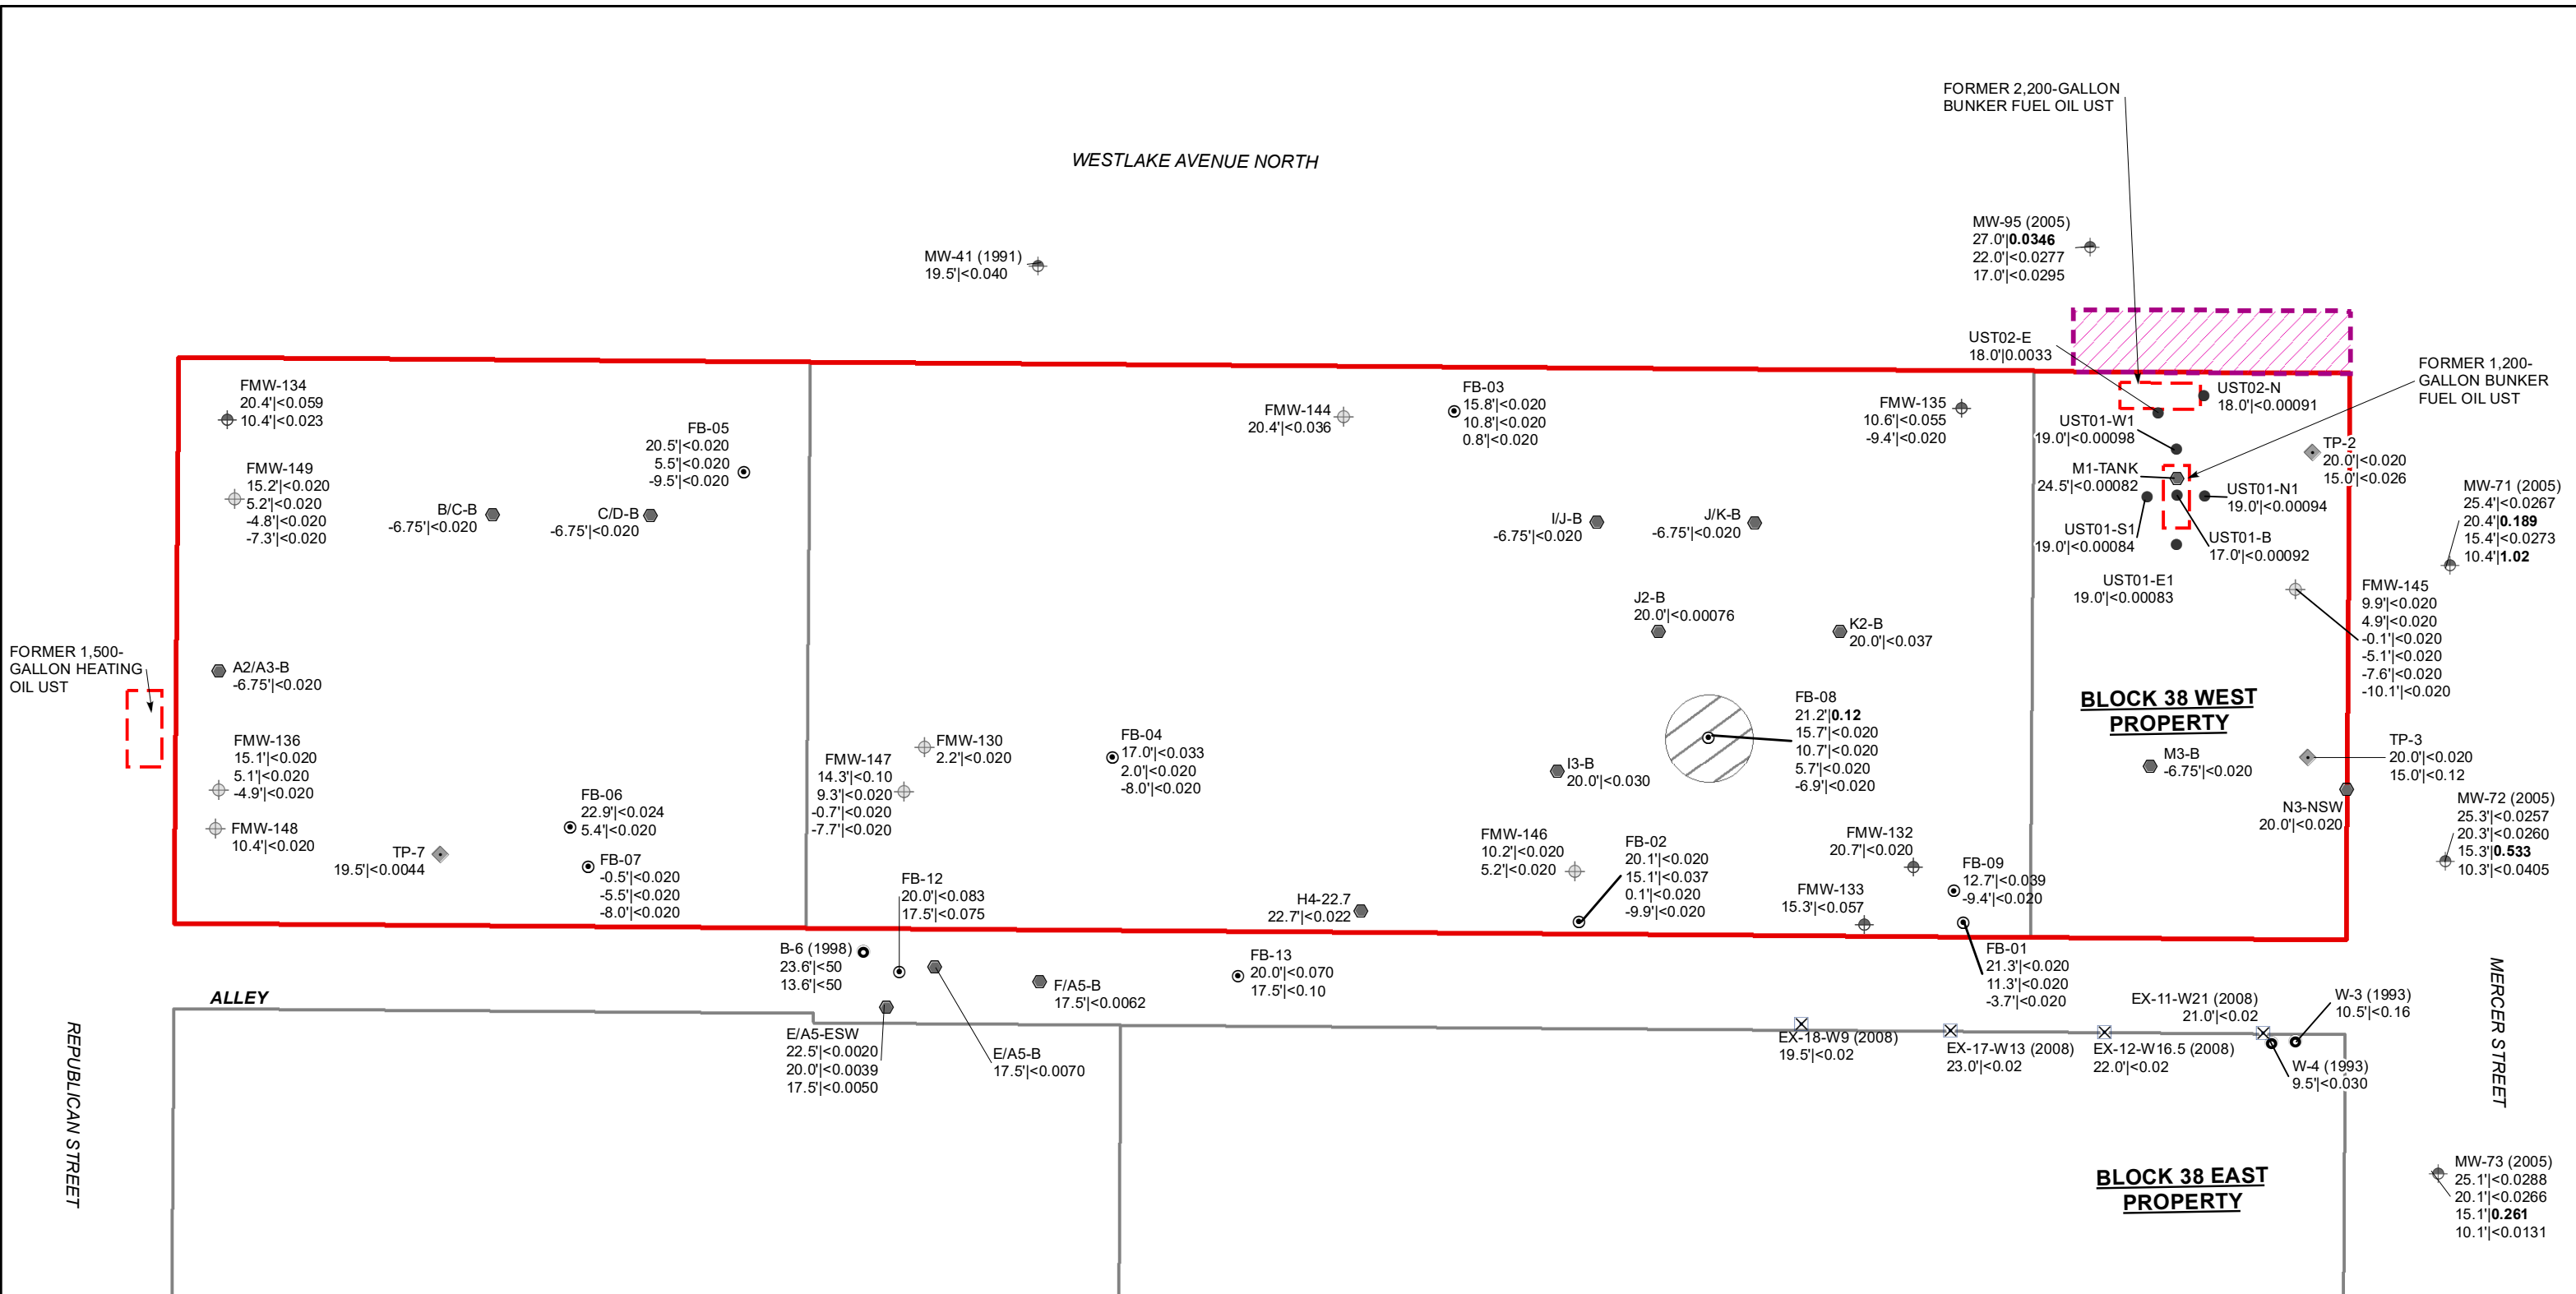 FORMER 2,200-GALLON
BUNKER FUEL OIL UST
WESTLAKE AVENUE NORTH
MW-95 (2005)
27.0'|0.0346
22.0'|<0.0277
17.0'|<0.0295
MW-41 (1991)
19.5'|<0.040
UST02-E
18.0'|0.0033
FORMER 1,200-
GALLON BUNKER
FUEL OIL UST
FMW-134
20.4'|<0.059
10.4'|<0.023
FMW-149
15.2'|<0.020
5.2'|<0.020
-4.8'|<0.020
-7.3'|<0.020
B/C-B
-6.75'|<0.020
FB-05
20.5'|<0.020
5.5'|<0.020
-9.5'|<0.020
C/D-B
-6.75'|<0.020
FMW-144
20.4'|<0.036
FB-03
15.8'|<0.020
10.8'|<0.020
0.8'|<0.020
FMW-135
10.6'|<0.055
-9.4'|<0.020
UST02-N
18.0'|<0.00091
UST01-W1
19.0'|<0.00098
M1-TANK
24.5'|<0.00082
UST01-S1
19.0'|<0.00084
UST01-N1
19.0'|<0.00094
UST01-B
17.0'|<0.00092
UST01-E1
19.0'|<0.00083
TP-2
20.0'|<0.020
15.0'|<0.026
MW-71 (2005)
25.4'|<0.0267
20.4'|0.189
15.4'|<0.0273
10.4'|1.02
I/J-B
-6.75'|<0.020
J/K-B
-6.75'|<0.020
J2-B
20.0'|<0.00076
K2-B
20.0'|<0.037
FMW-145
9.9'|<0.020
4.9'|<0.020
-0.1'|<0.020
-5.1'|<0.020
-7.6'|<0.020
-10.1'|<0.020
FORMER 1,500-
GALLON HEATING
OIL UST
A2/A3-B
-6.75'|<0.020
FMW-136
15.1'|<0.020
5.1'|<0.020
-4.9'|<0.020
FMW-148
10.4'|<0.020
TP-7
19.5'|<0.0044
FB-06
22.9'|<0.024
5.4'|<0.020
FB-07
-0.5'|<0.020
-5.5'|<0.020
-8.0'|<0.020
FMW-147
14.3'|<0.10
9.3'|<0.020
-0.7'|<0.020
-7.7'|<0.020
FMW-130
2.2'|<0.020
FB-04
17.0'|<0.033
2.0'|<0.020
-8.0'|<0.020
I3-B
20.0'|<0.030
FB-08
21.2'|0.12
15.7'|<0.020
10.7'|<0.020
5.7'|<0.020
-6.9'|<0.020
BLOCK 38 WEST
PROPERTY
M3-B
-6.75'|<0.020
TP-3
20.0'|<0.020
15.0'|<0.12
N3-NSW
20.0'|<0.020
MW-72 (2005)
25.3'|<0.0257
20.3'|<0.0260
15.3'|0.533
10.3'|<0.0405
FMW-146
10.2'|<0.020
5.2'|<0.020
FB-02
20.1'|<0.020
15.1'|<0.037
0.1'|<0.020
-9.9'|<0.020
FMW-132
20.7'|<0.020
FMW-133
15.3'|<0.057
FB-09
12.7'|<0.039
-9.4'|<0.020
FB-12
20.0'|<0.083
17.5'|<0.075
H4-22.7
22.7'|<0.022
B-6 (1998)
23.6'|<50
13.6'|<50
FB-13
20.0'|<0.070
17.5'|<0.10
F/A5-B
17.5'|<0.0062
FB-01
21.3'|<0.020
11.3'|<0.020
-3.7'|<0.020
ALLEY
E/A5-ESW
22.5'|<0.0020
20.0'|<0.0039
17.5'|<0.0050
E/A5-B
17.5'|<0.0070
EX-18-W9 (2008)
19.5'|<0.02
EX-17-W13 (2008)
23.0'|<0.02
EX-12-W16.5 (2008)
22.0'|<0.02
EX-11-W21 (2008)
21.0'|<0.02
W-3 (1993)
10.5'|<0.16
W-4 (1993)
9.5'|<0.030
REPUBLICAN STREET
MERCER STREET
BLOCK 38 EAST
PROPERTY
MW-73 (2005)
25.1'|<0.0288
20.1'|<0.0266
15.1'|0.261
10.1'|<0.0131